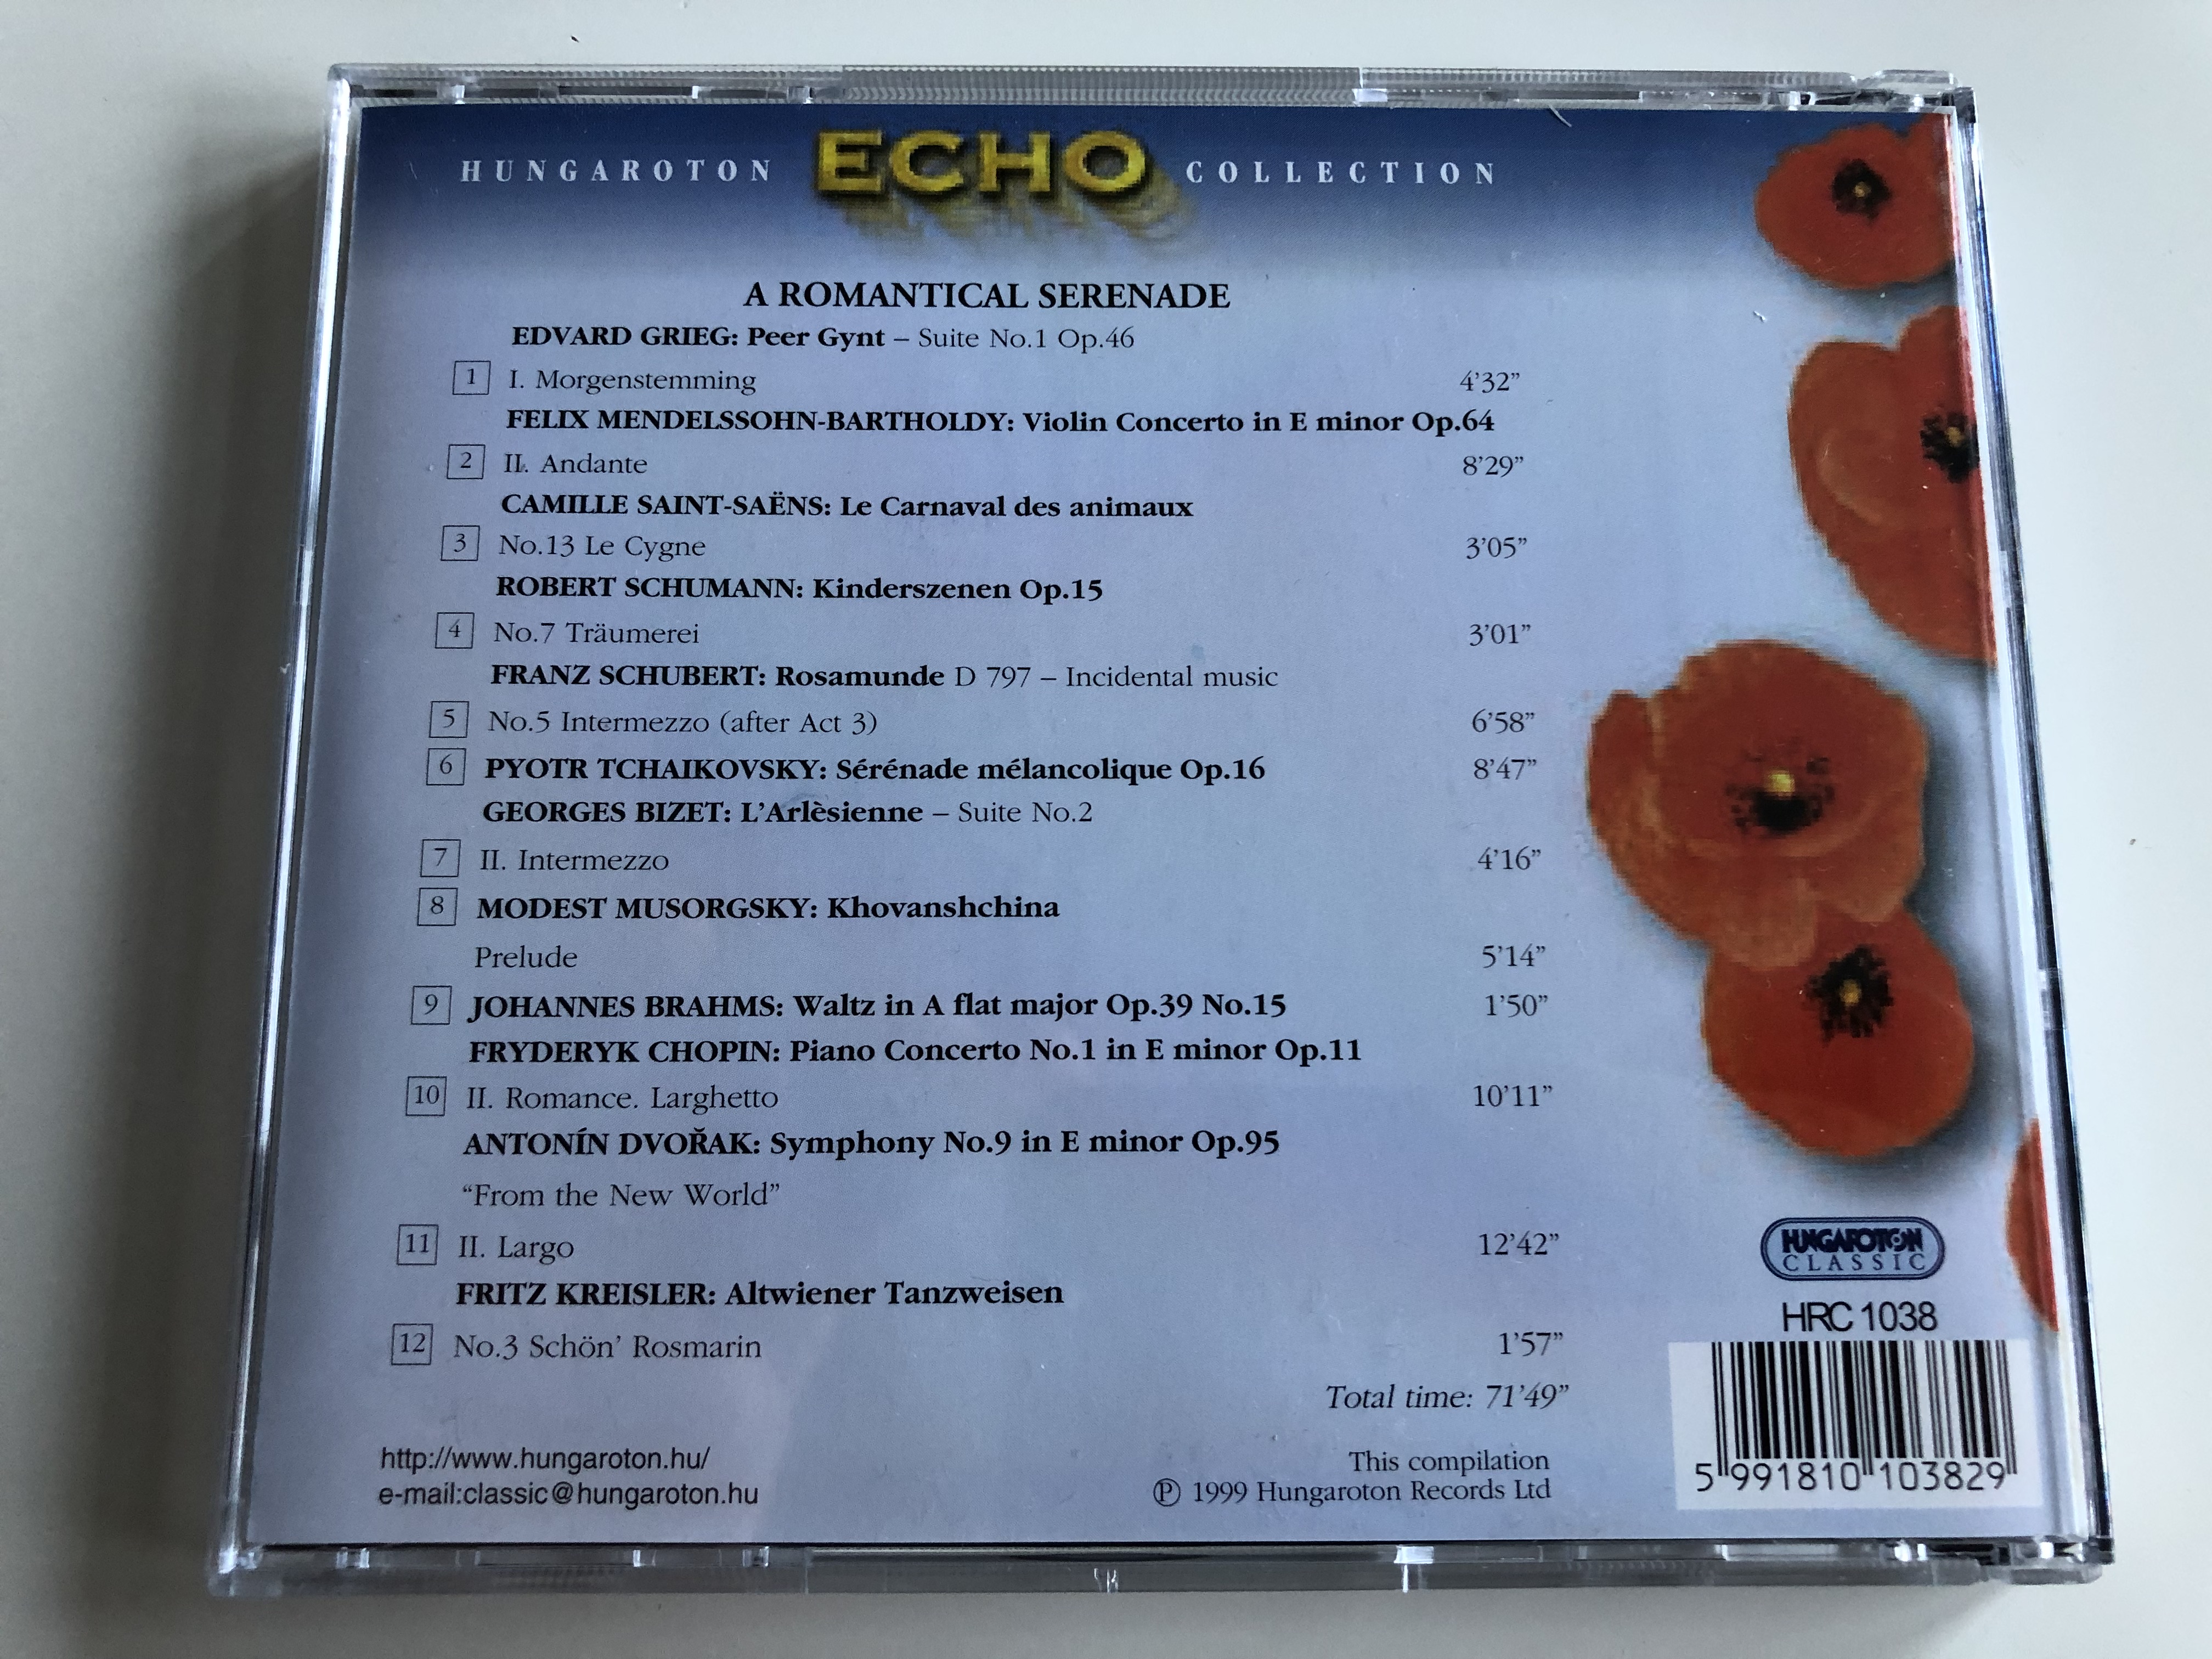 HUNGAROTON ECHO COLLECTION
A ROMANTICAL SERENADE
EDVARD GRIEG: Peer Gynt – Suite No.1 Op.46
1 I. Morgenstemming 4'32”
FELIX MENDELSSOHN-BARTHOLDY: Violin Concerto in E minor Op.64
2 II. Andante 8'29”
CAMILLE SAINT-SAËNS: Le Carnaval des animaux
3 No.13 Le Cygne 3'05”
ROBERT SCHUMANN: Kinderszenen Op.15
4 No.7 Träumerei 3'01”
FRANZ SCHUBERT: Rosamunde D 797 – Incidental music
5 No.5 Intermezzo (after Act 3) 6'58”
6 PYOTR TCHAIKOVSKY: Sérénade mélancolique Op.16 8'47”
GEORGES BIZET: L'Arlèsienne – Suite No.2
7 II. Intermezzo 4'16”
8 MODEST MUSORGSKY: Khovanshchina
Prelude 5'14”
9 JOHANNES BRAHMS: Waltz in A flat major Op.39 No.15 1'50”
FRYDERYK CHOPIN: Piano Concerto No.1 in E minor Op.11
10 II. Romance. Larghetto 10'11”
ANTONÍN DVOŘAK: Symphony No.9 in E minor Op.95
“From the New World”
11 II. Largo 12'42”
FRITZ KREISLER: Altwiener Tanzweisen
12 No.3 Schön' Rosmarin 1'57”
Total time: 71'49”
http://www.hungaroton.hu/
e-mail:classic@hungaroton.hu
This compilation
℗ 1999 Hungaroton Records Ltd
HUNGAROTON
CLASSIC
HRC 1038
5 991810 103829